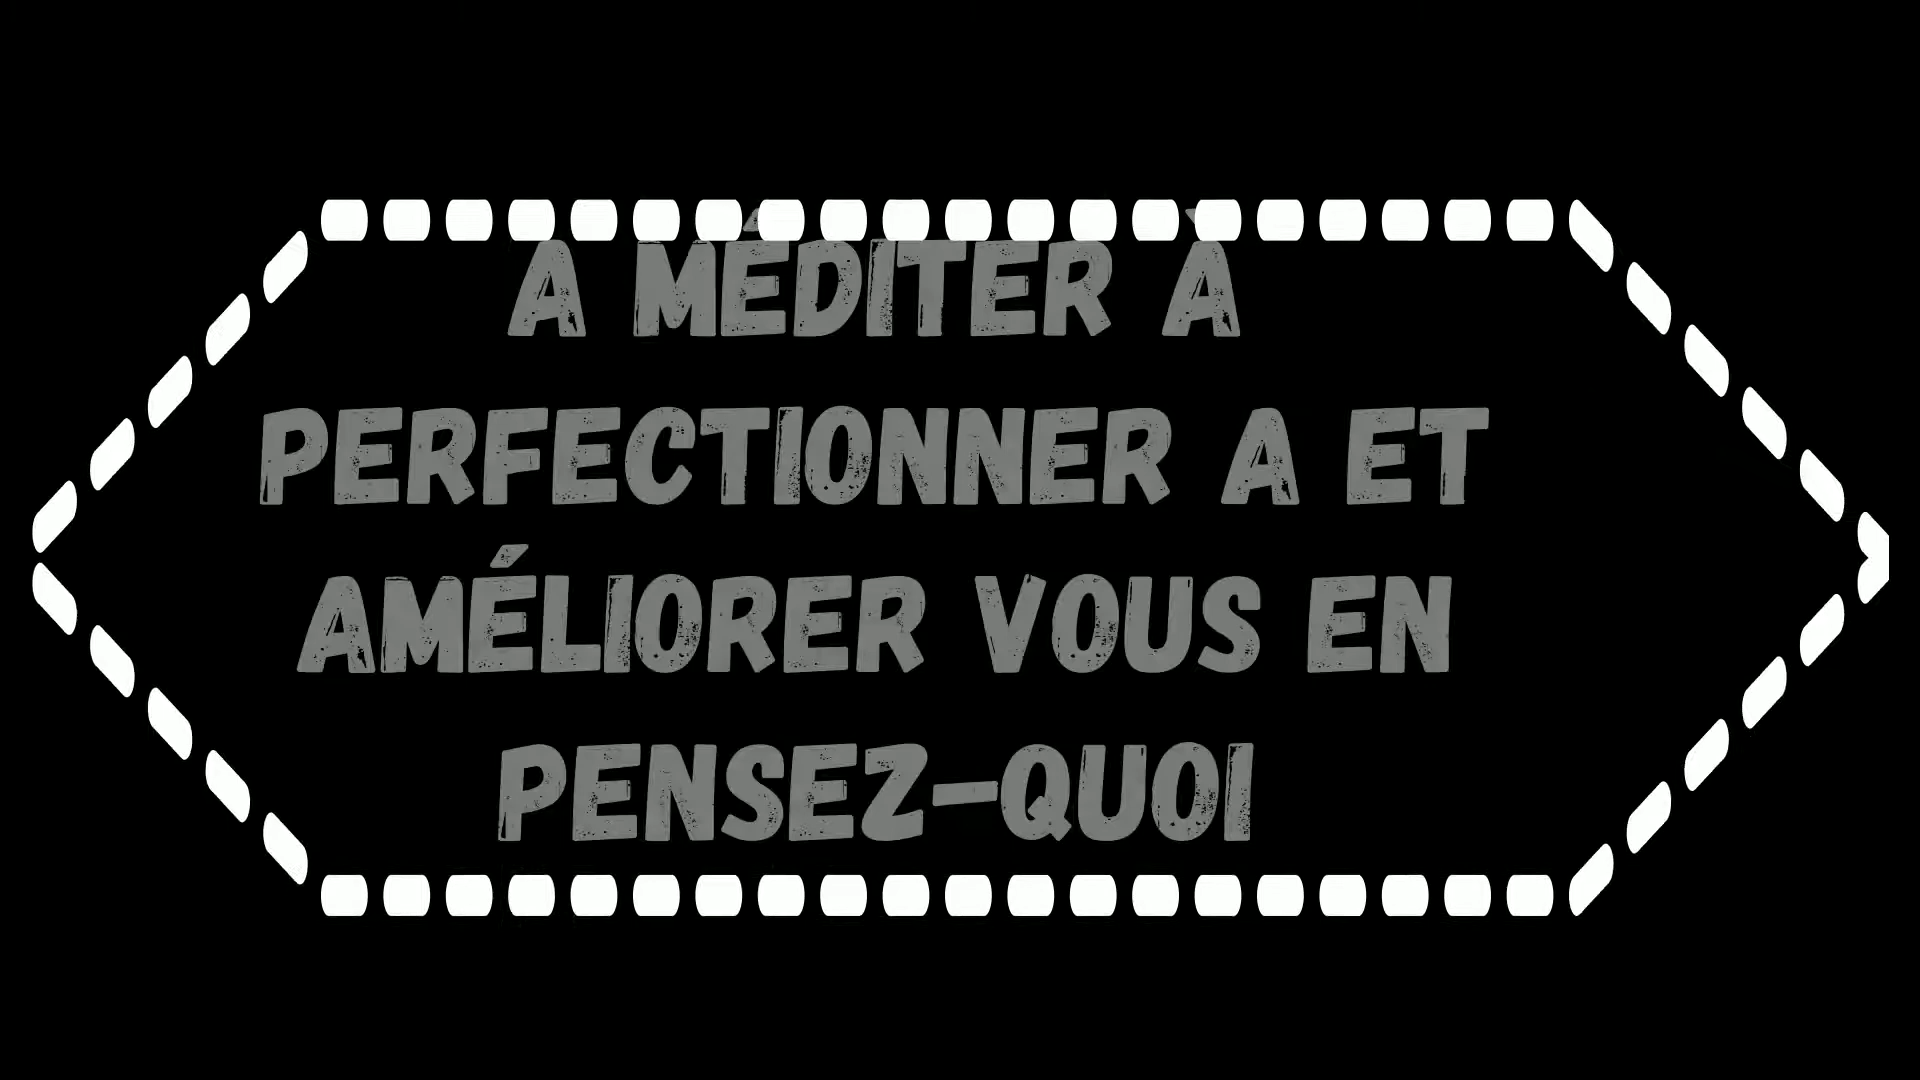 A MÉDITER À
PERFECTIONNER A ET
AMÉLIORER VOUS EN
PENSEZ-QUOI